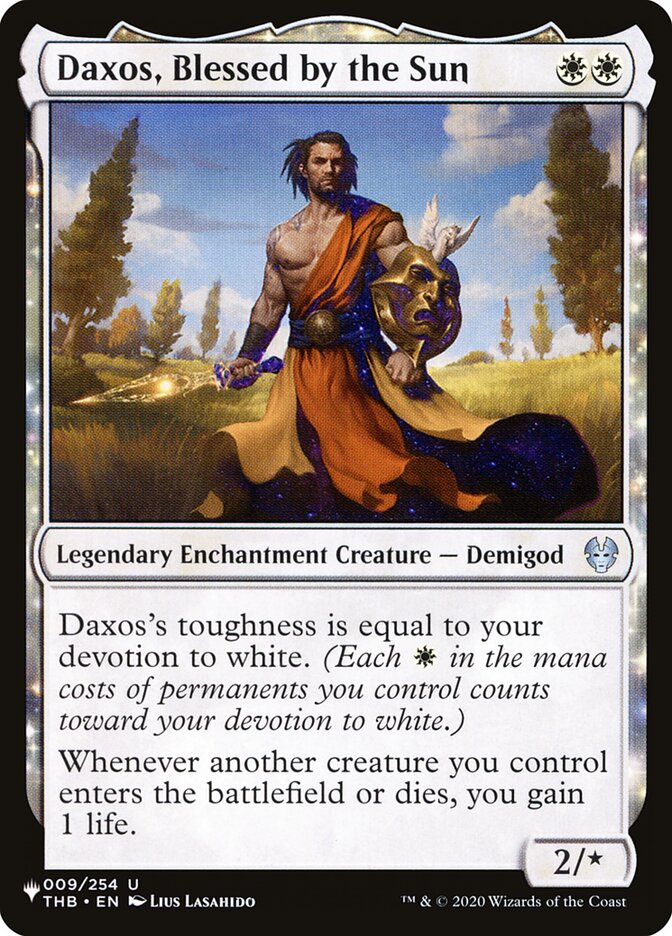 Daxos, Blessed by the Sun
Legendary Enchantment Creature — Demigod
Daxos's toughness is equal to your
devotion to white. (Each in the mana
costs of permanents you control counts
toward your devotion to white.)
Whenever another creature you control
enters the battlefield or dies, you gain
1 life.
2/★
009/254 U
THB • EN Lius Lasahido
™ & © 2020 Wizards of the Coast